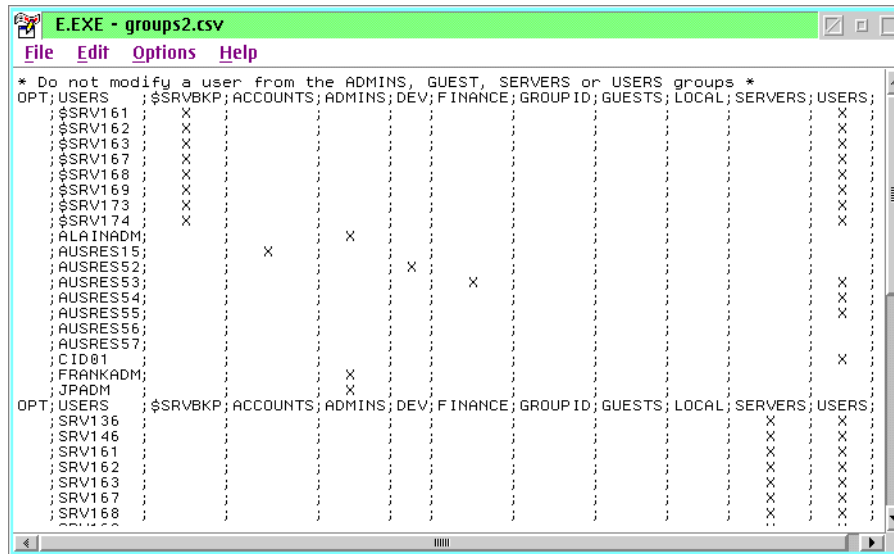 E.EXE - groups2.csv
File Edit Options Help
* Do not modify a user from the ADMINS, GUEST, SERVERS or USERS groups *
OPT;USERS ;$SRVBKP;ACCOUNTS;ADMINS;DEV;FINANCE;GROUPID;GUESTS;LOCAL;SERVERS;USERS;
;$SRV161 ; X ; ; ; ; ; ; ; ; ; X ;
;$SRV162 ; X ; ; ; ; ; ; ; ; ; X ;
;$SRV163 ; X ; ; ; ; ; ; ; ; ; X ;
;$SRV167 ; X ; ; ; ; ; ; ; ; ; X ;
;$SRV168 ; X ; ; ; ; ; ; ; ; ; X ;
;$SRV169 ; X ; ; ; ; ; ; ; ; ; X ;
;$SRV173 ; X ; ; ; ; ; ; ; ; ; X ;
;$SRV174 ; X ; ; ; ; ; ; ; ; ; X ;
;ALAINADM; ; ; X ; ; ; ; ; ; ; ;
;AUSRES15; ; X ; ; ; ; ; ; ; ; ;
;AUSRES52; ; ; ; X ; ; ; ; ; ; ;
;AUSRES53; ; ; ; ; X ; ; ; ; ; X ;
;AUSRES54; ; ; ; ; ; ; ; ; ; X ;
;AUSRES55; ; ; ; ; ; ; ; ; ; X ;
;AUSRES56; ; ; ; ; ; ; ; ; ; ;
;AUSRES57; ; ; ; ; ; ; ; ; ; ;
;CID01 ; ; ; ; ; ; ; ; ; ; X ;
;FRANKADM; ; ; X ; ; ; ; ; ; ; ;
;JPADM ; ; ; X ; ; ; ; ; ; ; ;
OPT;USERS ;$SRVBKP;ACCOUNTS;ADMINS;DEV;FINANCE;GROUPID;GUESTS;LOCAL;SERVERS;USERS;
;SRV136 ; ; ; ; ; ; ; ; ; X ; X ;
;SRV146 ; ; ; ; ; ; ; ; ; X ; X ;
;SRV161 ; ; ; ; ; ; ; ; ; X ; X ;
;SRV162 ; ; ; ; ; ; ; ; ; X ; X ;
;SRV163 ; ; ; ; ; ; ; ; ; X ; X ;
;SRV167 ; ; ; ; ; ; ; ; ; X ; X ;
;SRV168 ; ; ; ; ; ; ; ; ; X ; X ;